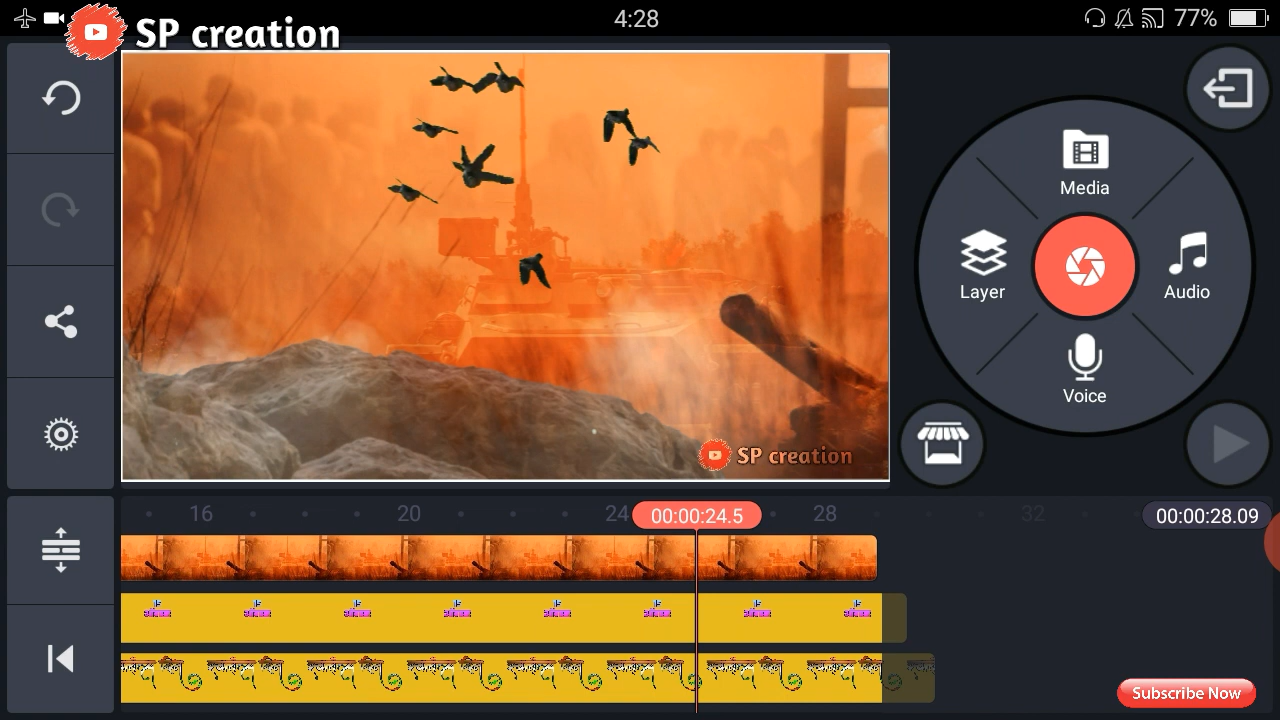 4:28
77%
SP creation
Media
Layer
Audio
Voice
SP creation
16
20
24
00:00:24.5
28
32
00:00:28.09
Subscribe Now